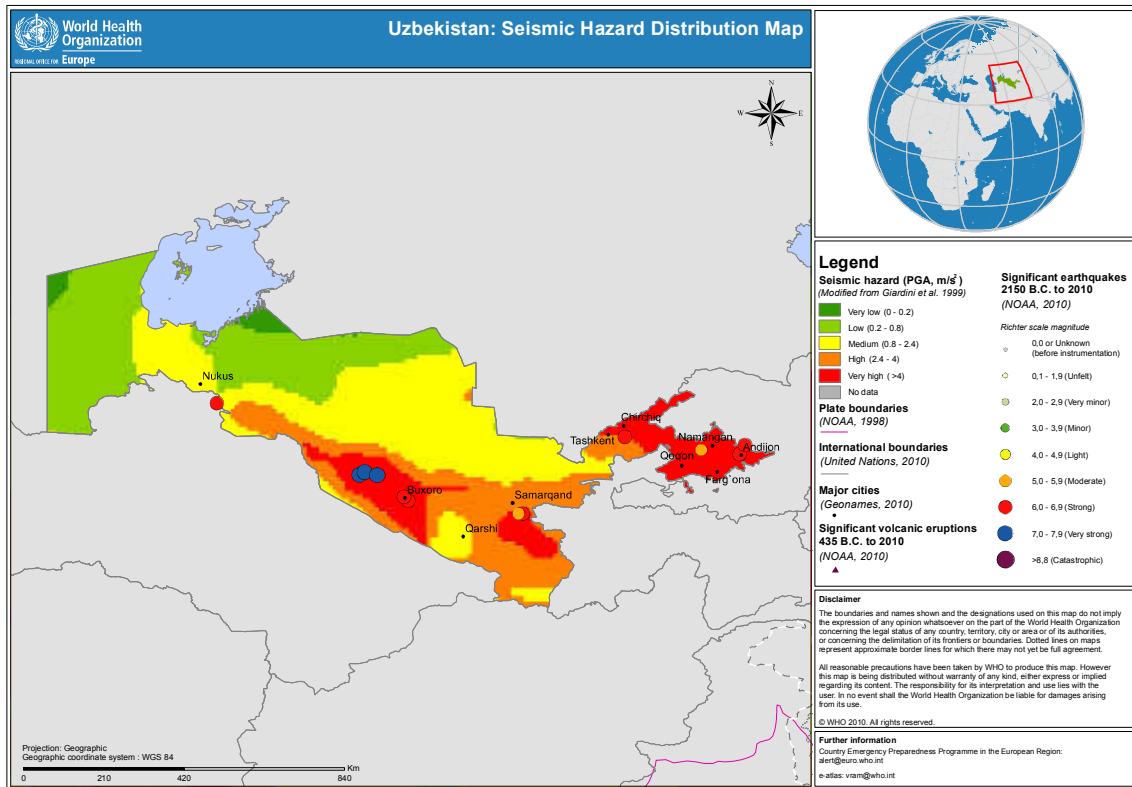 World Health
Organization
REGIONAL OFFICE FOR Europe
Uzbekistan: Seismic Hazard Distribution Map
N
W
E
S
Nukus
Chirchiq
Tashkent
Namangan
Andijon
Qoqon
Farg`ona
Buxoro
Samarqand
Qarshi
Projection: Geographic
Geographic coordinate system : WGS 84
Km
0 210 420 840
Legend
Seismic hazard (PGA, m/s²)
(Modified from Giardini et al. 1999)
Very low (0 - 0.2)
Low (0.2 - 0.8)
Medium (0.8 - 2.4)
High (2.4 - 4)
Very high ( >4)
No data
Plate boundaries
(NOAA, 1998)
International boundaries
(United Nations, 2010)
Major cities
(Geonames, 2010)
Significant volcanic eruptions
435 B.C. to 2010
(NOAA, 2010)
Significant earthquakes
2150 B.C. to 2010
(NOAA, 2010)
Richter scale magnitude
0,0 or Unknown
(before instrumentation)
0,1 - 1,9 (Unfelt)
2,0 - 2,9 (Very minor)
3,0 - 3,9 (Minor)
4,0 - 4,9 (Light)
5,0 - 5,9 (Moderate)
6,0 - 6,9 (Strong)
7,0 - 7,9 (Very strong)
>8,8 (Catastrophic)
Disclaimer
The boundaries and names shown and the designations used on this map do not imply
the expression of any opinion whatsoever on the part of the World Health Organization
concerning the legal status of any country, territory, city or area or of its authorities,
or concerning the delimitation of its frontiers or boundaries. Dotted lines on maps
represent approximate border lines for which there may not yet be full agreement.
All reasonable precautions have been taken by WHO to produce this map. However
this map is being distributed without warranty of any kind, either express or implied
regarding its content. The responsibility for its interpretation and use lies with the
user. In no event shall the World Health Organization be liable for damages arising
from its use.
© WHO 2010. All rights reserved.
Further information
Country Emergency Preparedness Programme in the European Region:
alert@euro.who.int
e-atlas: vram@who.int